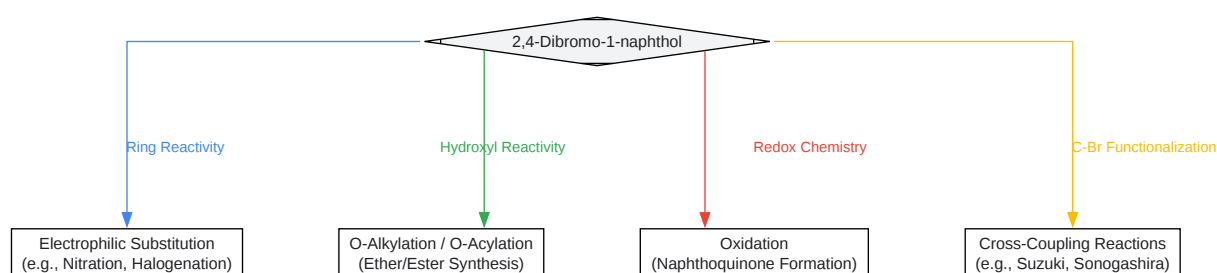 2,4-Dibromo-1-naphthol
Ring Reactivity
Hydroxyl Reactivity
Redox Chemistry
C-Br Functionalization
Electrophilic Substitution
(e.g., Nitration, Halogenation)
O-Alkylation / O-Acylation
(Ether/Ester Synthesis)
Oxidation
(Naphthoquinone Formation)
Cross-Coupling Reactions
(e.g., Suzuki, Sonogashira)